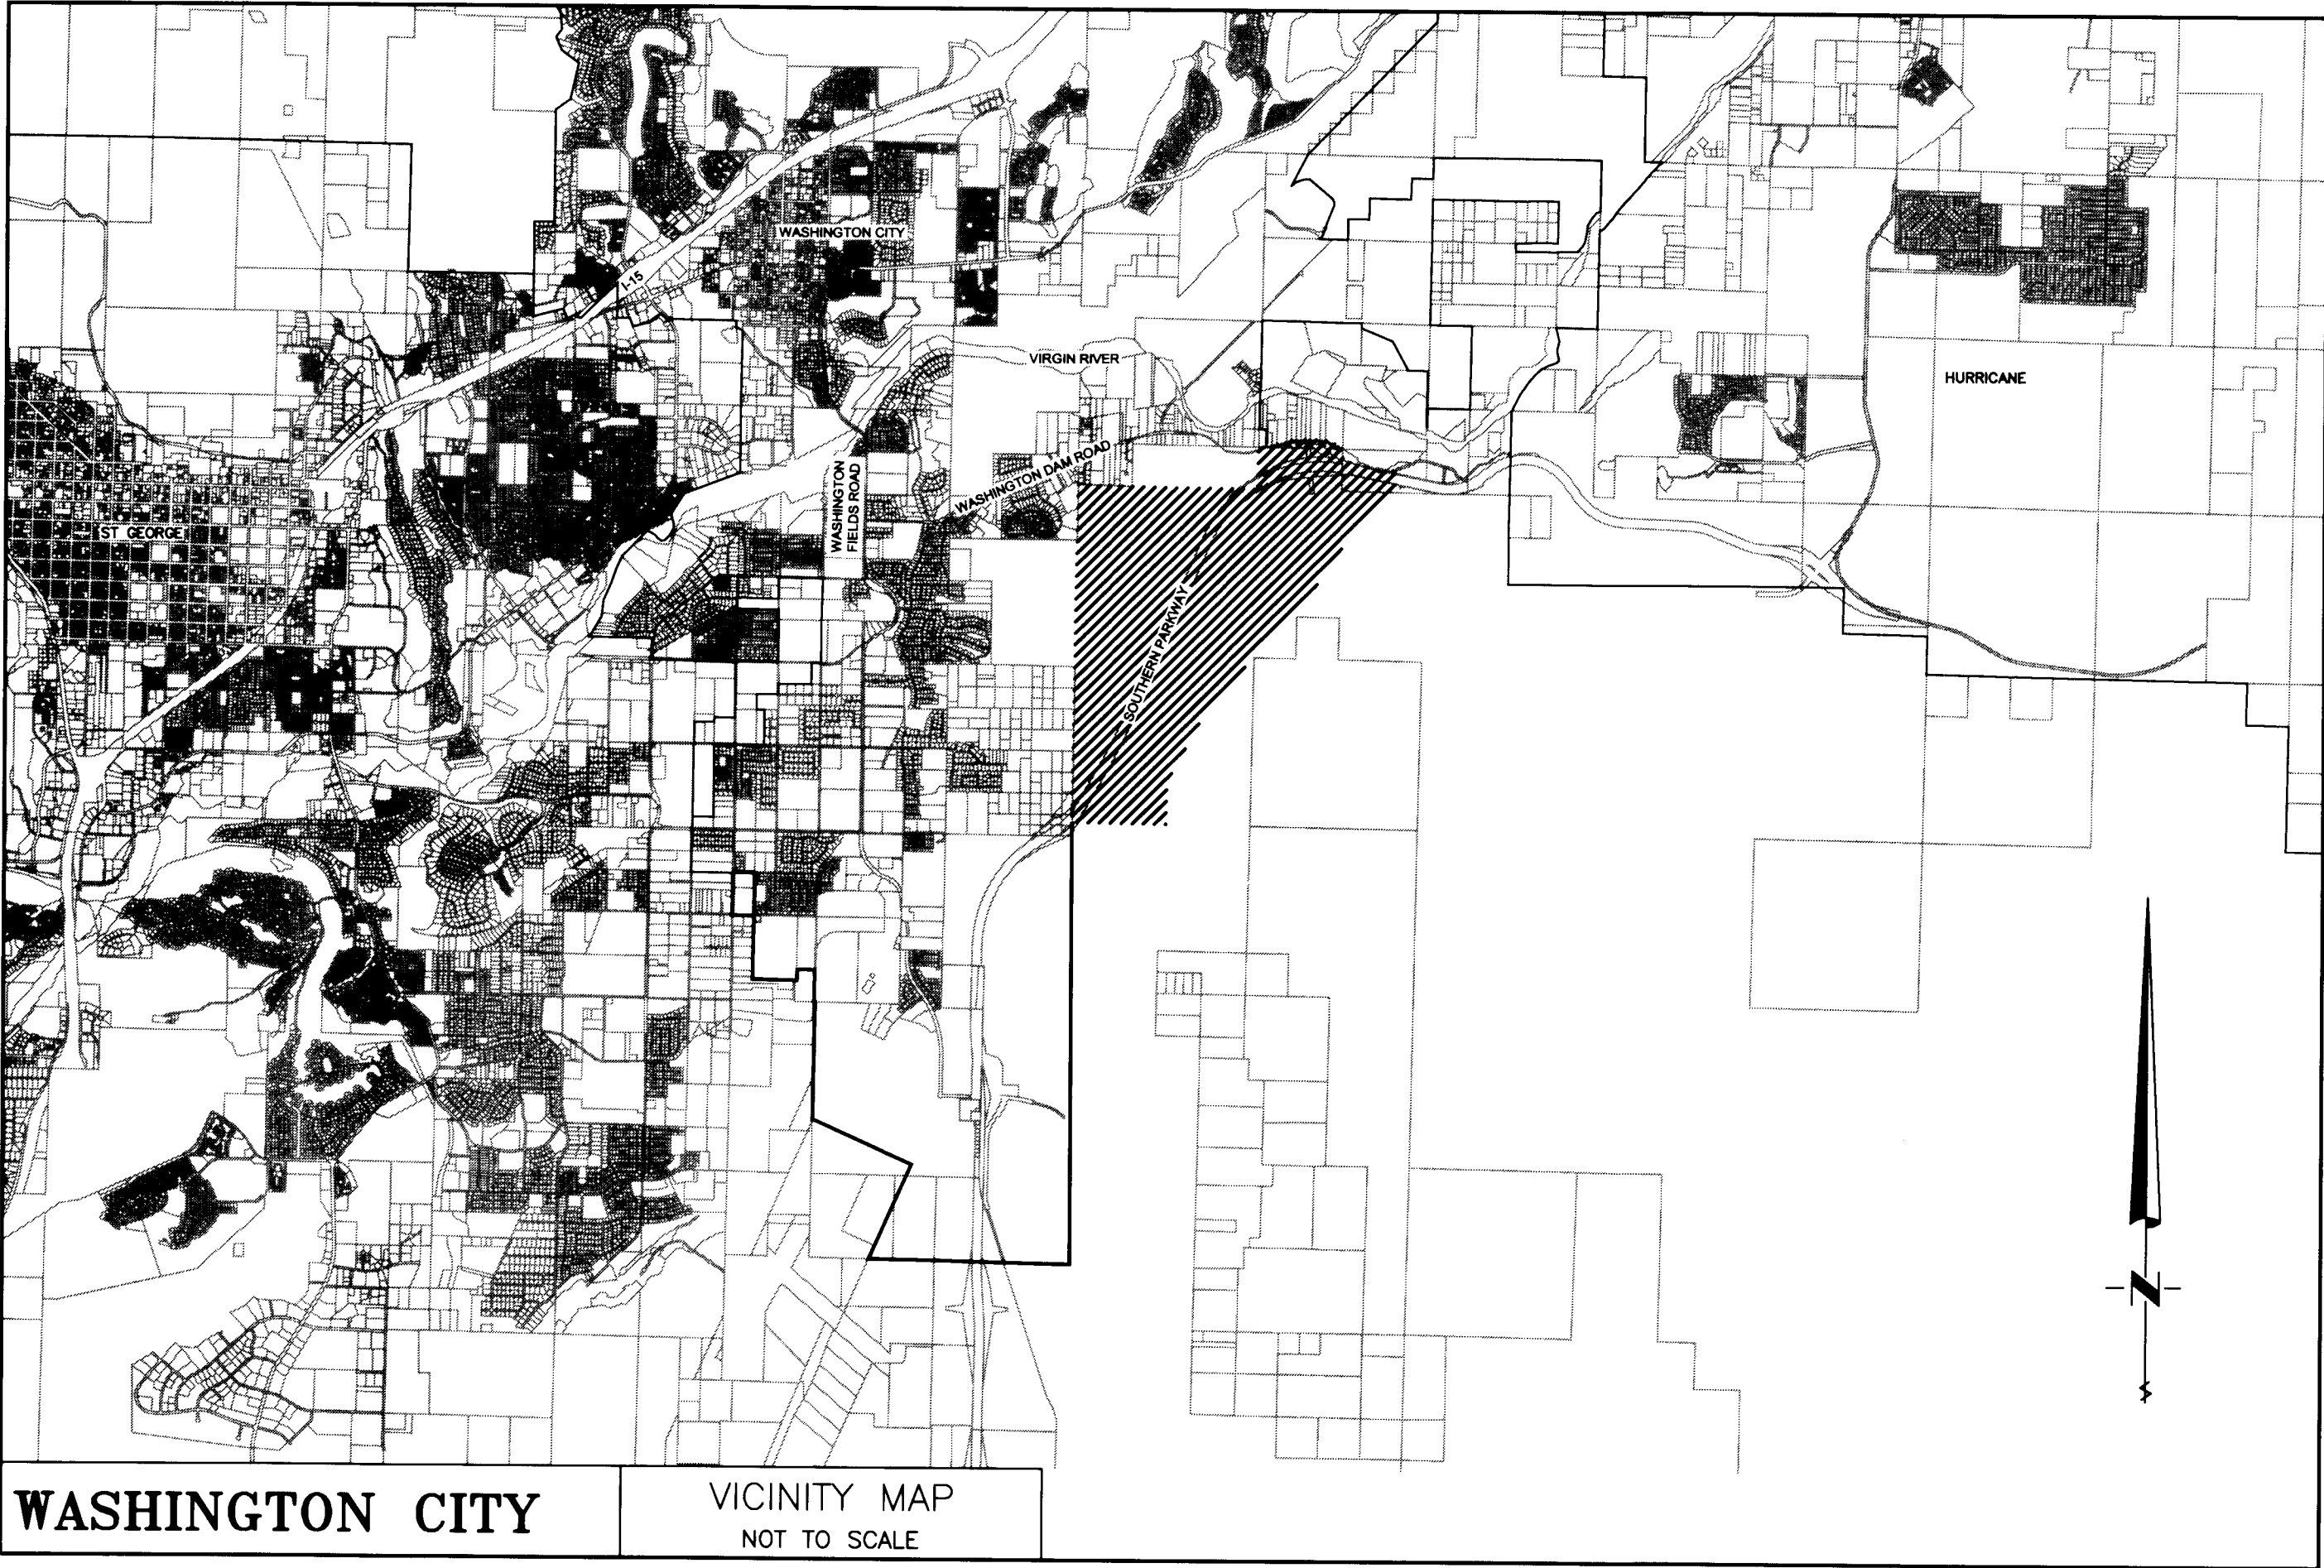 WASHINGTON CITY
I-15
VIRGIN RIVER
HURRICANE
WASHINGTON DAM ROAD
WASHINGTON
FIELDS ROAD
ST GEORGE
SOUTHERN PARKWAY
N
WASHINGTON CITY
VICINITY MAP
NOT TO SCALE